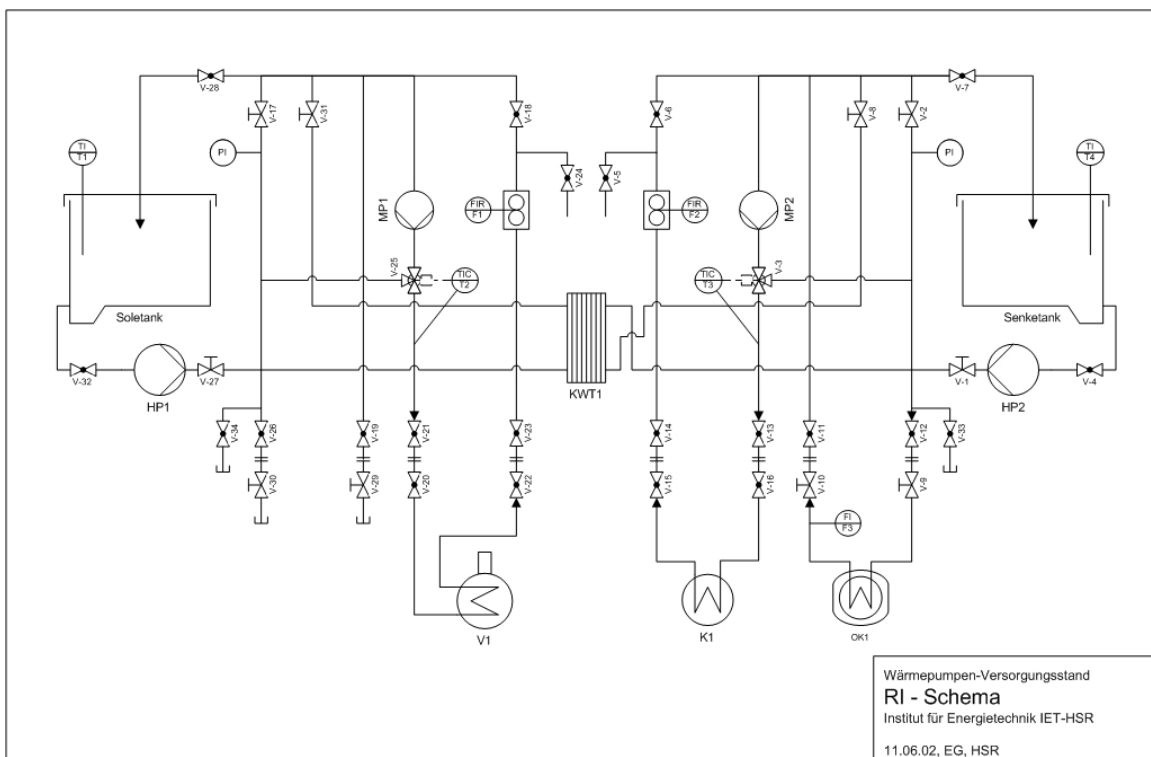 V-28
V-17
V-31
V-18
V-6
V-8
V-2
V-7
TI
T1
PI
V-24
V-5
PI
TI
T4
MP1
FIR
F1
FIR
F2
MP2
V-25
TIC
T2
TIC
T3
V-3
Soletank
Senketank
V-32
HP1
V-27
KWT1
V-1
HP2
V-4
V-34
V-26
V-19
V-21
V-23
V-14
V-13
V-11
V-12
V-33
V-30
V-29
V-20
V-22
V-15
V-16
V-10
V-9
FI
F3
V1
K1
OK1
Wärmepumpen-Versorgungsstand
RI - Schema
Institut für Energietechnik IET-HSR
11.06.02, EG, HSR